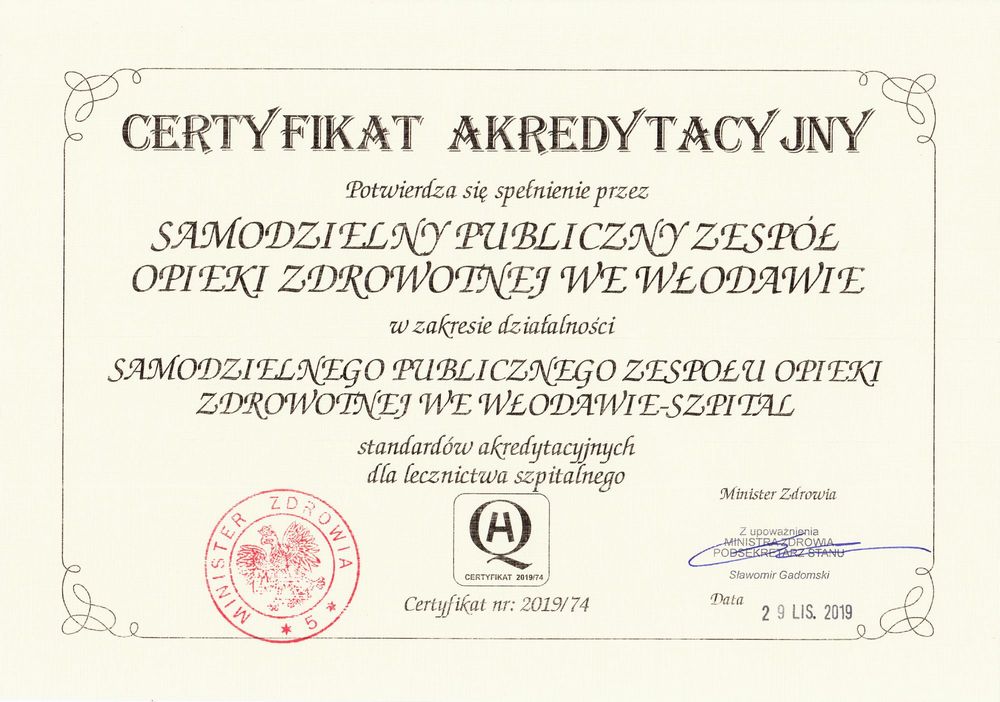 CERTYFIKAT AKREDYTACYJNY
Potwierdza się spełnienie przez
SAMODZIELNY PUBLICZNY ZESPÓŁ
OPIEKI ZDROWOTNEJ WE WŁODAWIE
w zakresie działalności
SAMODZIELNEGO PUBLICZNEGO ZESPOŁU OPIEKI
ZDROWOTNEJ WE WŁODAWIE-SZPITAL
standardów akredytacyjnych
dla lecznictwa szpitalnego
MINISTER ZDROWIA
* 5 *
HQ
CERTYFIKAT 2019/74
Certyfikat nr: 2019/74
Minister Zdrowia
Z upoważnienia
MINISTRA ZDROWIA
PODSEKRETARZ STANU
Sławomir Gadomski
Data
29 LIS. 2019